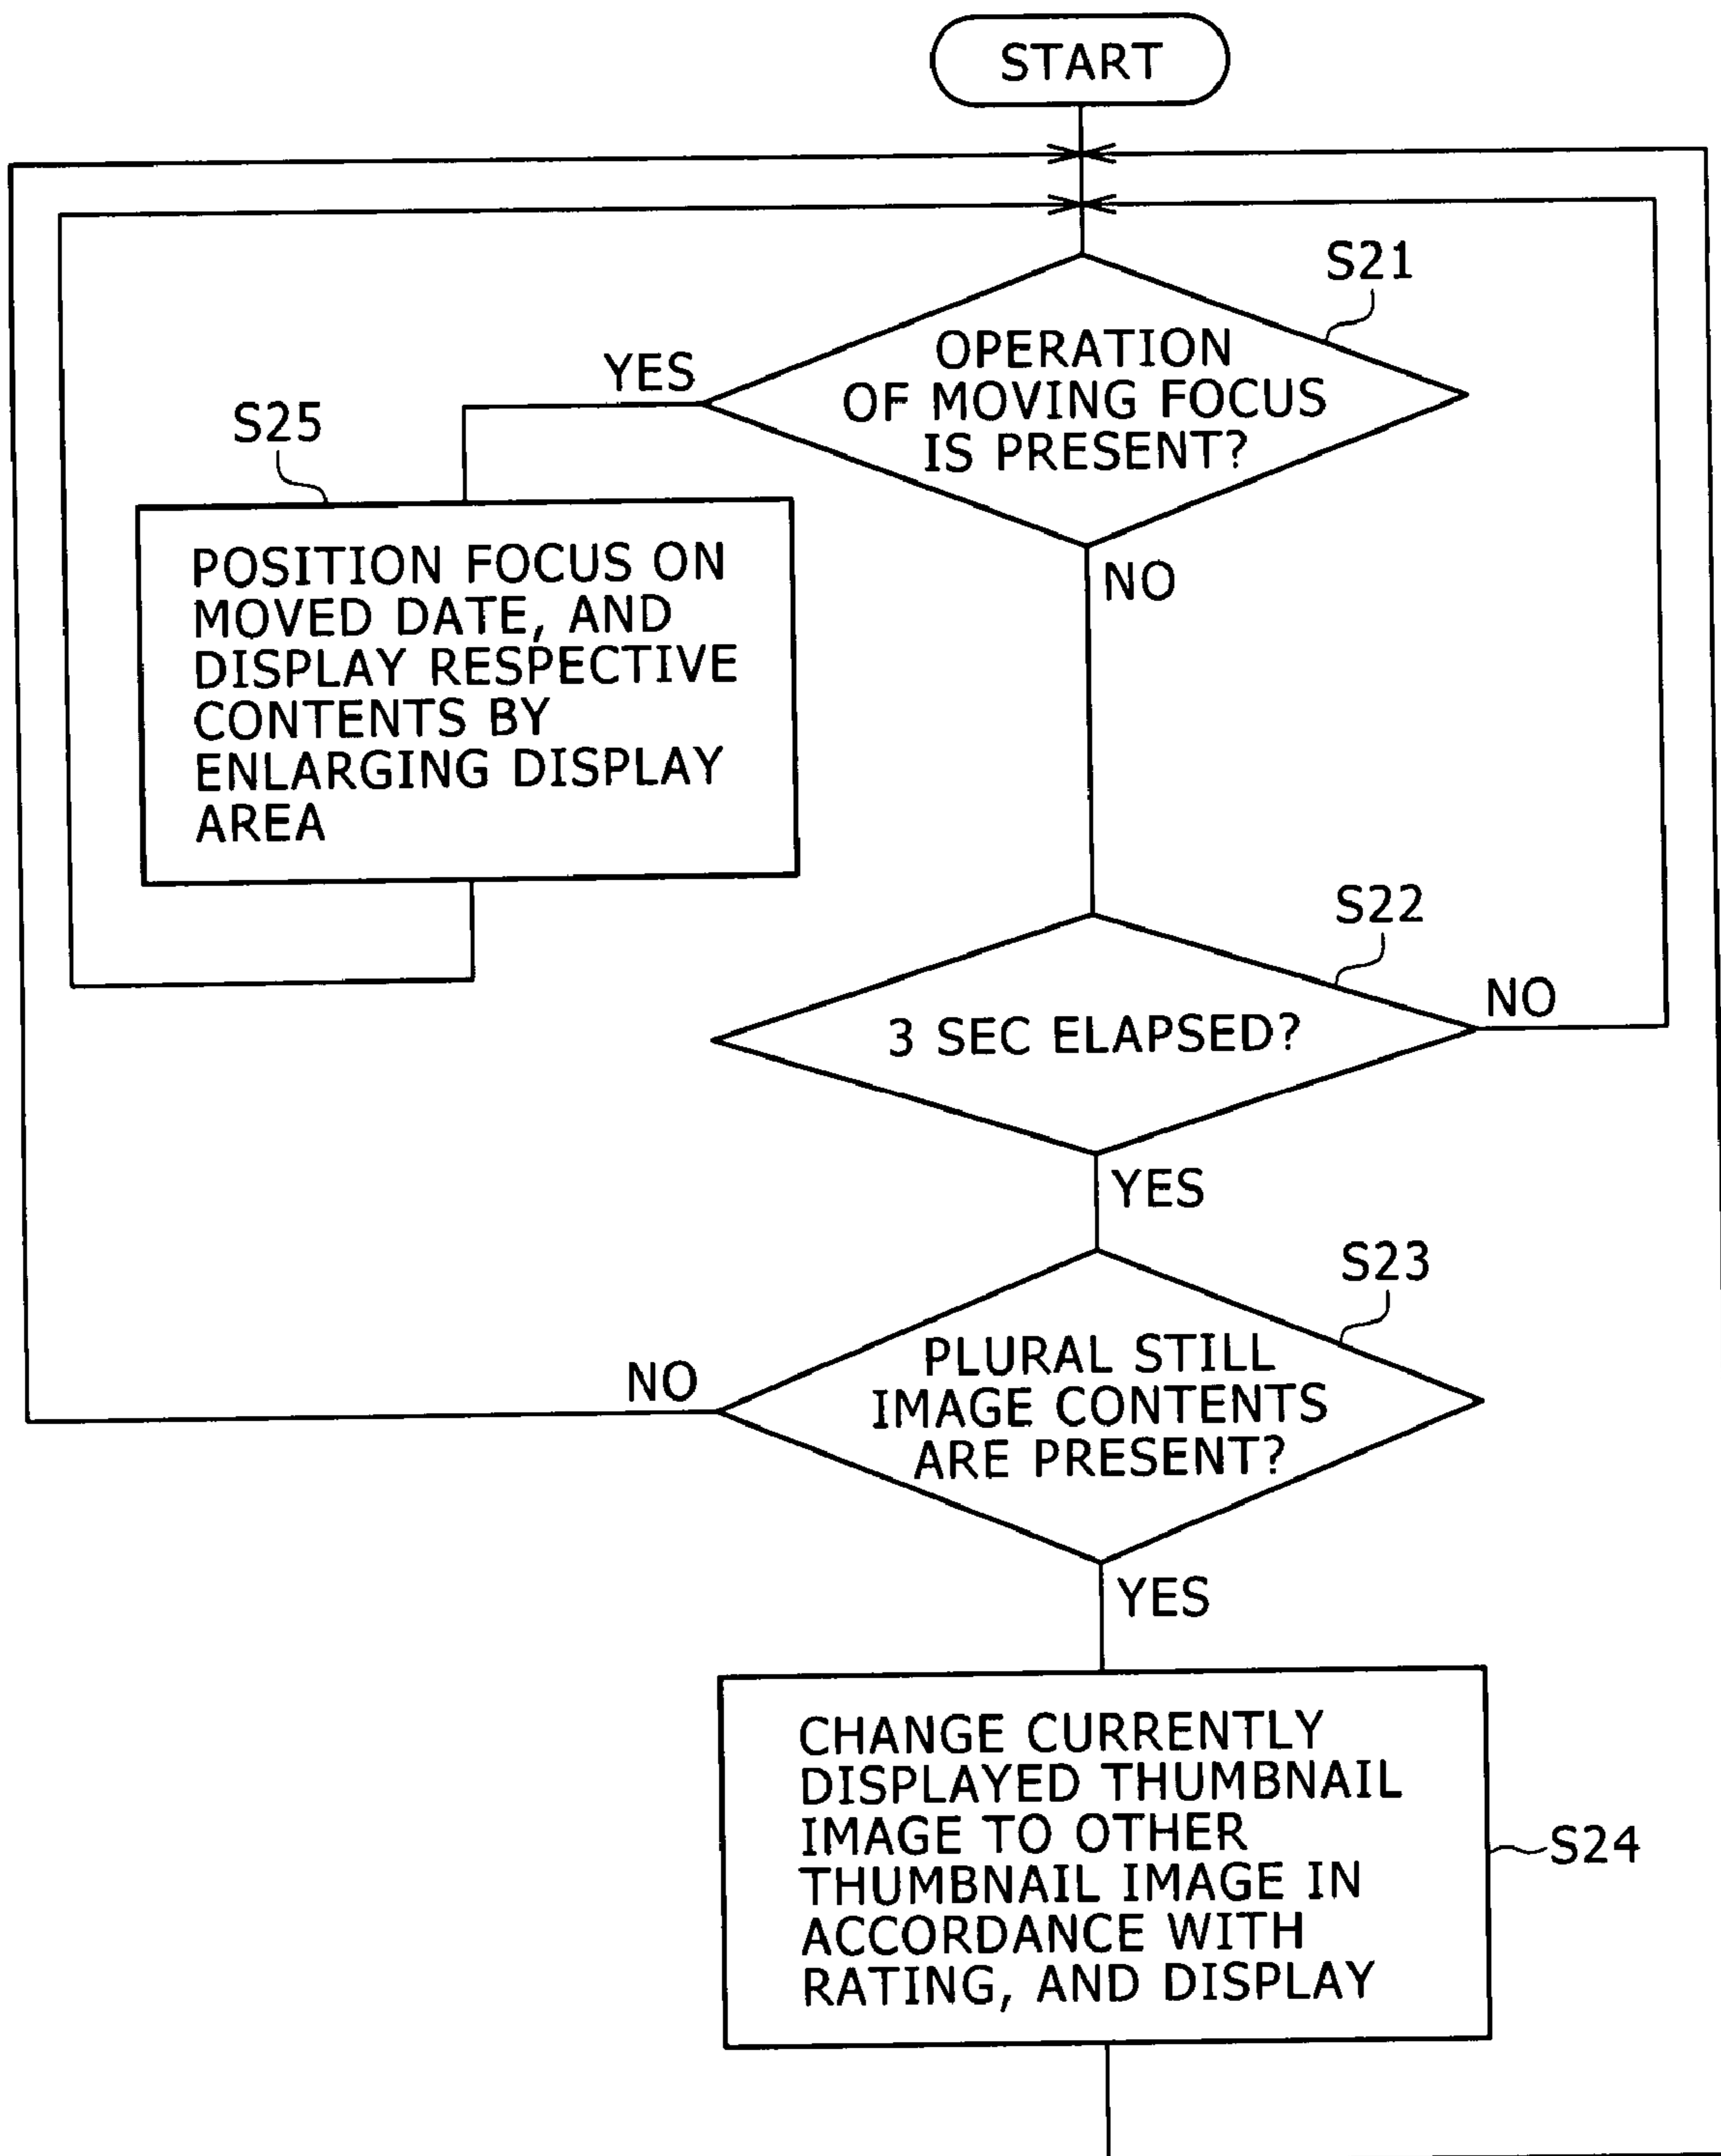 START
S21
OPERATION
OF MOVING FOCUS
IS PRESENT?
YES
S25
POSITION FOCUS ON
MOVED DATE, AND
DISPLAY RESPECTIVE
CONTENTS BY
ENLARGING DISPLAY
AREA
NO
S22
3 SEC ELAPSED?
NO
YES
S23
PLURAL STILL
IMAGE CONTENTS
ARE PRESENT?
NO
YES
CHANGE CURRENTLY
DISPLAYED THUMBNAIL
IMAGE TO OTHER
THUMBNAIL IMAGE IN
ACCORDANCE WITH
RATING, AND DISPLAY
S24